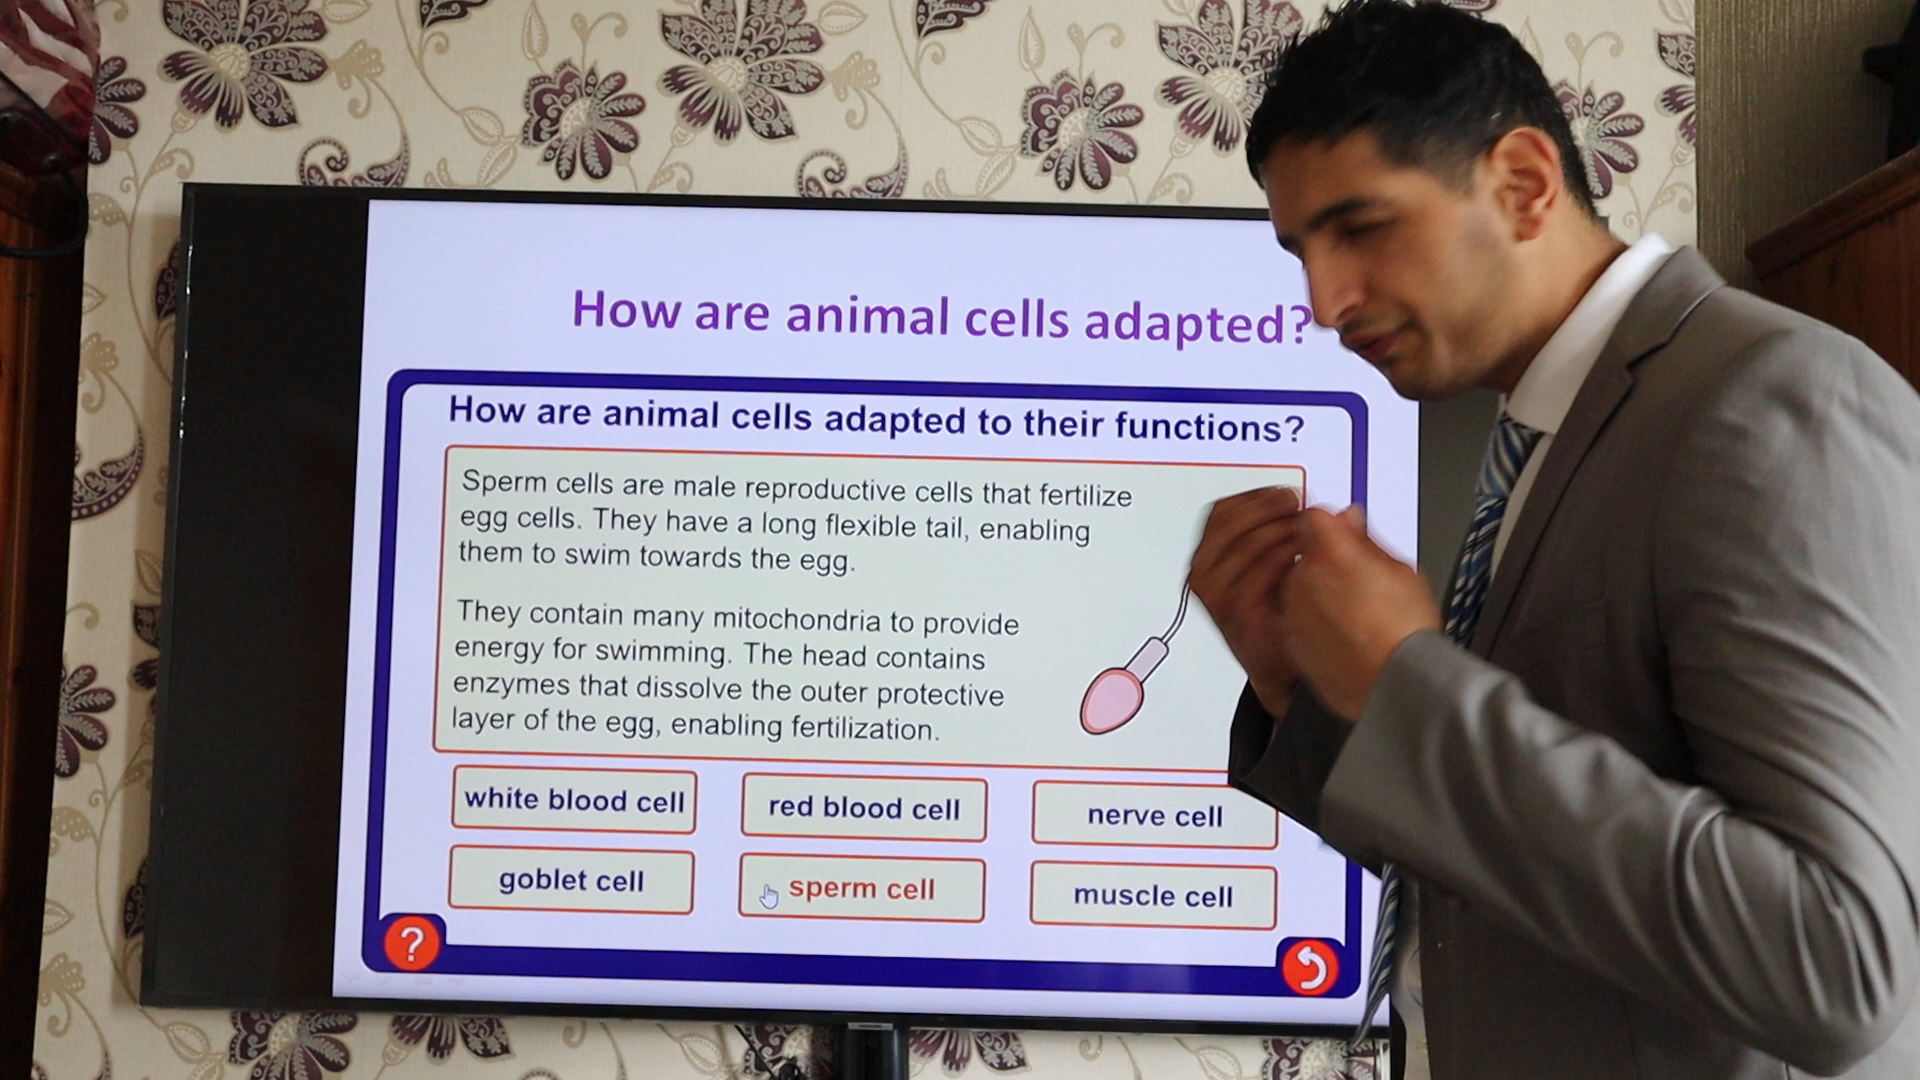 How are animal cells adapted?
How are animal cells adapted to their functions?
Sperm cells are male reproductive cells that fertilize
egg cells. They have a long flexible tail, enabling
them to swim towards the egg.
They contain many mitochondria to provide
energy for swimming. The head contains
enzymes that dissolve the outer protective
layer of the egg, enabling fertilization.
white blood cell
red blood cell
nerve cell
goblet cell
sperm cell
muscle cell
?